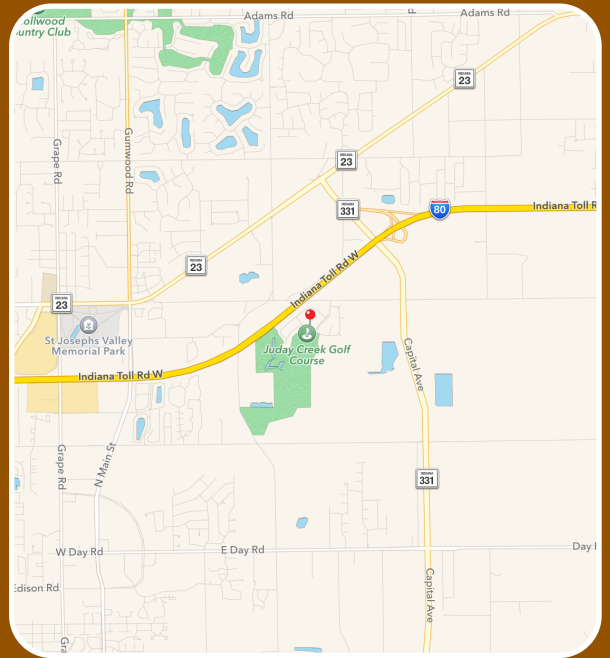 Adams Rd
Adams Rd
ollwood
untry Club
INDIANA
23
Grape Rd
Gumwood Rd
INDIANA
23
INDIANA
331
80
Indiana Toll R
INDIANA
23
Indiana Toll Rd W
INDIANA
23
St Josephs Valley
Memorial Park
Juday Creek Golf
Course
Capital Ave
Indiana Toll Rd W
Grape Rd
N Main St
INDIANA
331
W Day Rd
E Day Rd
Day
Edison Rd
Capital Ave
Gra